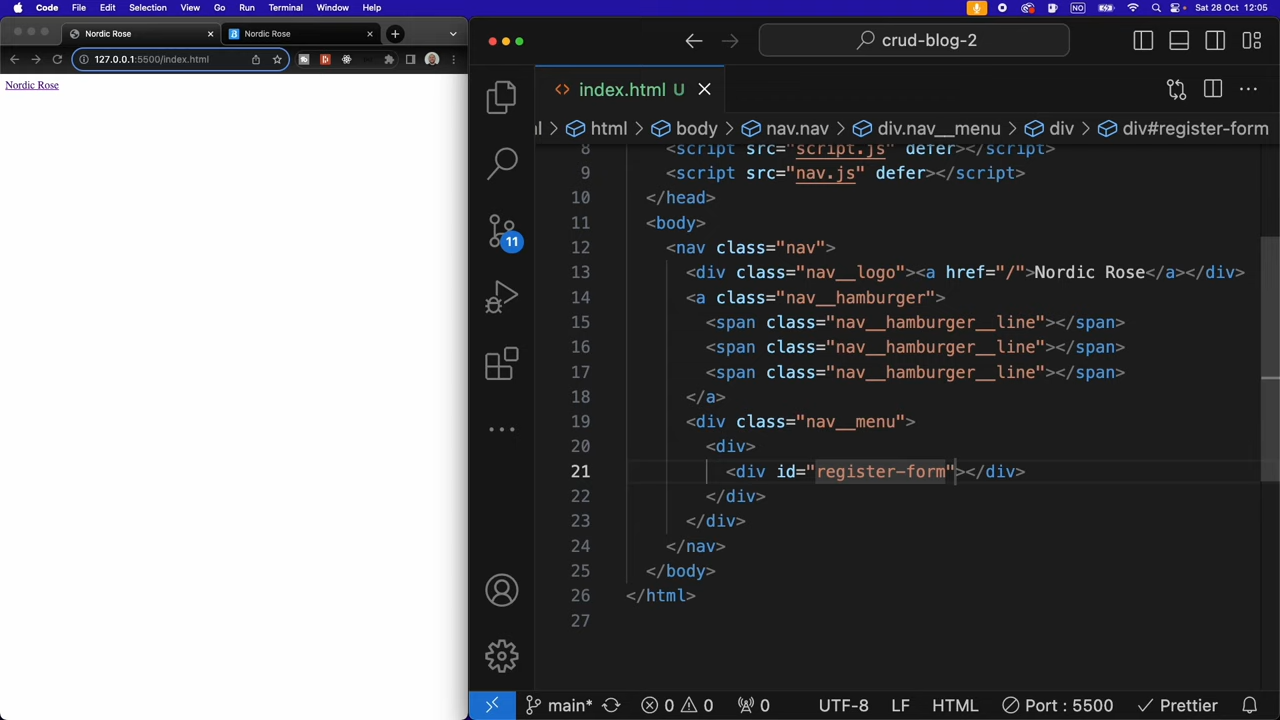 Code File Edit Selection View Go Run Terminal Window Help NO Sat 28 Oct 12:05
Nordic Rose
Nordic Rose
127.0.0.1:5500/index.html
Nordic Rose
crud-blog-2
index.html U
html > body > nav.nav > div.nav__menu > div > div#register-form
8 <script src="script.js" defer></script>
9 <script src="nav.js" defer></script>
10 </head>
11 <body>
12 <nav class="nav">
13 <div class="nav__logo"><a href="/">Nordic Rose</a></div>
14 <a class="nav__hamburger">
15 <span class="nav__hamburger__line"></span>
16 <span class="nav__hamburger__line"></span>
17 <span class="nav__hamburger__line"></span>
18 </a>
19 <div class="nav__menu">
20 <div>
21 <div id="register-form"></div>
22 </div>
23 </div>
24 </nav>
25 </body>
26 </html>
27
11
main* 0 0 0 UTF-8 LF HTML Port : 5500 Prettier